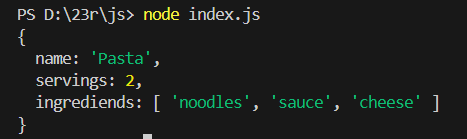 PS D:\23r\js> node index.js
{
  name: 'Pasta',
  servings: 2,
  ingrediends: [ 'noodles', 'sauce', 'cheese' ]
}